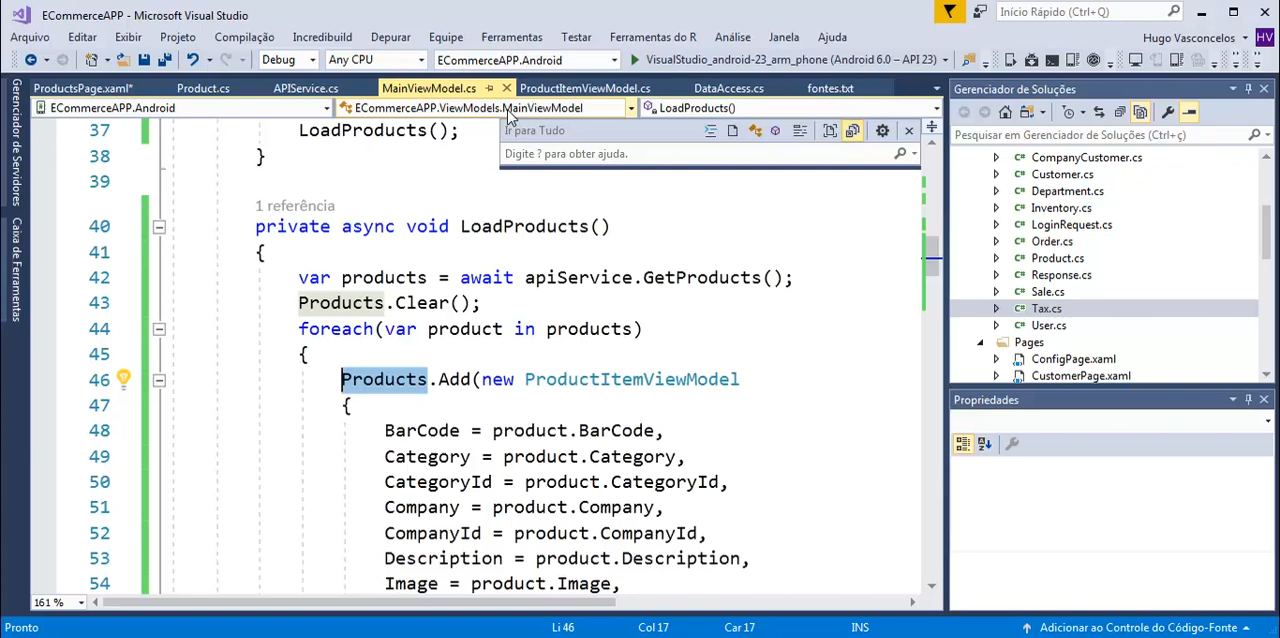 ECommerceAPP - Microsoft Visual Studio
Início Rápido (Ctrl+Q)
Arquivo Editar Exibir Projeto Compilação Incredibuild Depurar Equipe Ferramentas Testar Ferramentas do R Análise Janela Ajuda Hugo Vasconcelos HV
Debug Any CPU ECommerceAPP.Android VisualStudio_android-23_arm_phone (Android 6.0 – API 23)
ProductsPage.xaml* Product.cs APIService.cs MainViewModel.cs ProductItemViewModel.cs DataAccess.cs fontes.txt
ECommerceAPP.Android ECommerceAPP.ViewModels.MainViewModel LoadProducts()
Ir para Tudo
Digite ? para obter ajuda.
Gerenciador de Servidores
Caixa de Ferramentas
37 LoadProducts();
38 }
39
1 referência
40 private async void LoadProducts()
41 {
42 var products = await apiService.GetProducts();
43 Products.Clear();
44 foreach(var product in products)
45 {
46 Products.Add(new ProductItemViewModel
47 {
48 BarCode = product.BarCode,
49 Category = product.Category,
50 CategoryId = product.CategoryId,
51 Company = product.Company,
52 CompanyId = product.CompanyId,
53 Description = product.Description,
54 Image = product.Image,
161 %
Gerenciador de Soluções
Pesquisar em Gerenciador de Soluções (Ctrl+ç)
C# CompanyCustomer.cs
C# Customer.cs
C# Department.cs
C# Inventory.cs
C# LoginRequest.cs
C# Order.cs
C# Product.cs
C# Response.cs
C# Sale.cs
C# Tax.cs
C# User.cs
Pages
ConfigPage.xaml
CustomerPage.xaml
Propriedades
Pronto Li 46 Col 17 Car 17 INS Adicionar ao Controle do Código-Fonte